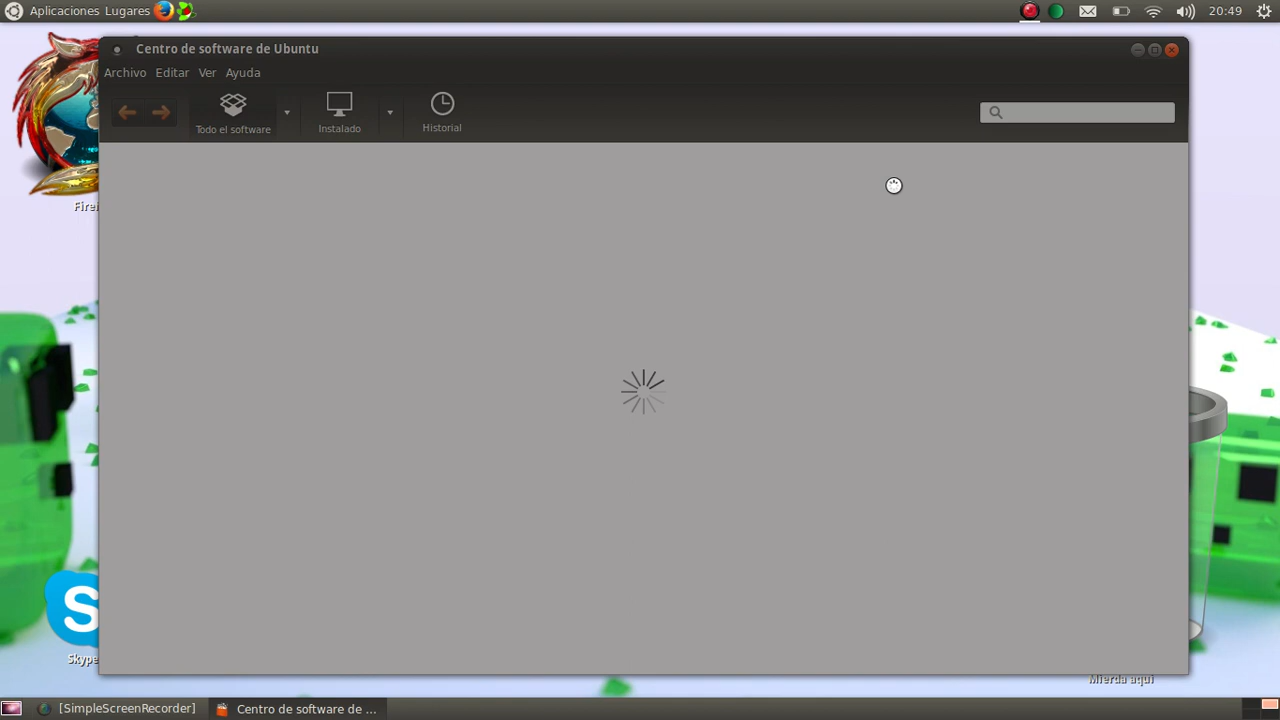 Aplicaciones Lugares
20:49
Centro de software de Ubuntu
Archivo Editar Ver Ayuda
Todo el software
Instalado
Historial
Skype
Mierda aquí
[SimpleScreenRecorder]
Centro de software de ...